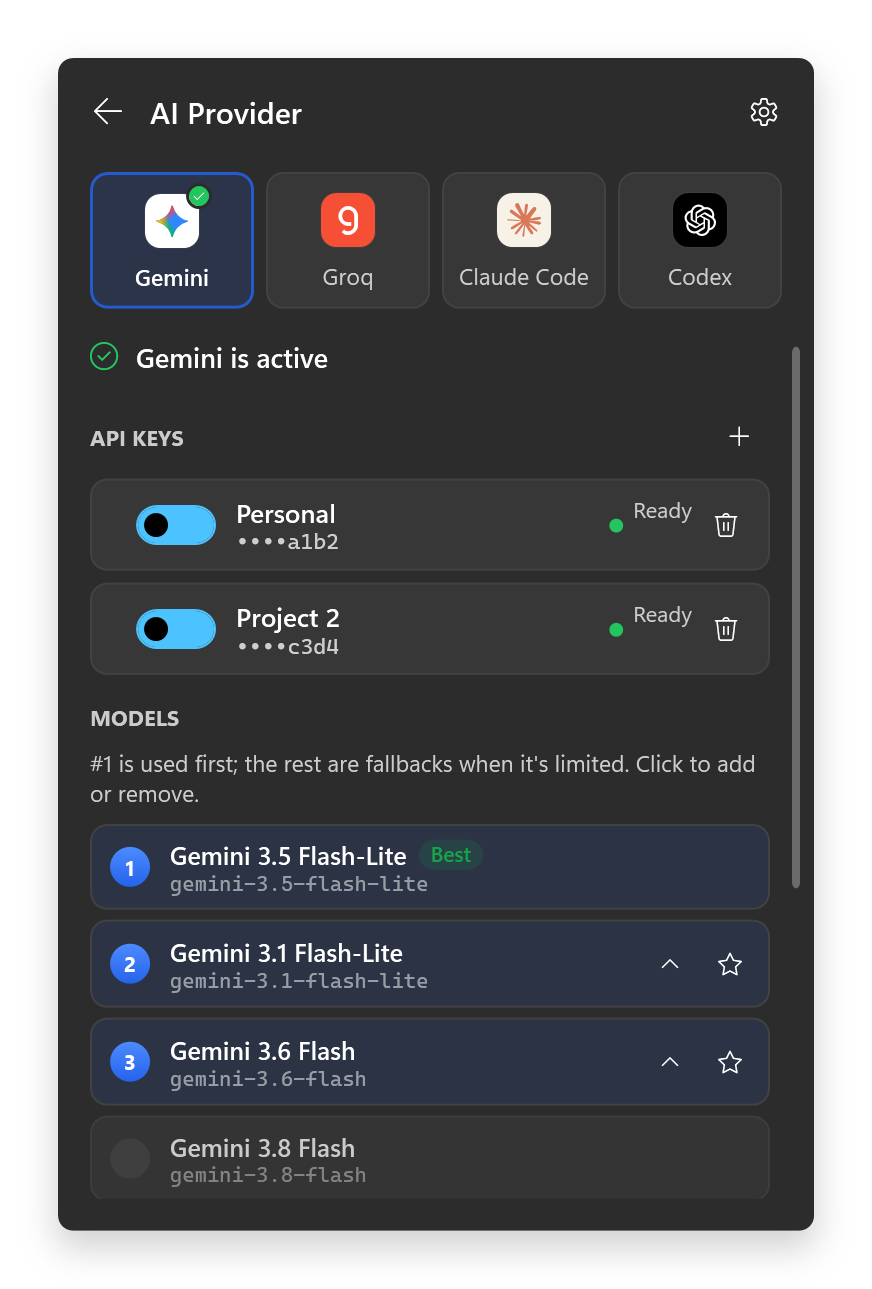 AI Provider
Gemini
Groq
Claude Code
Codex
Gemini is active
API KEYS
Personal
••••a1b2
Ready
Project 2
••••c3d4
Ready
MODELS
#1 is used first; the rest are fallbacks when it's limited. Click to add
or remove.
1
Gemini 3.5 Flash-Lite Best
gemini-3.5-flash-lite
2
Gemini 3.1 Flash-Lite
gemini-3.1-flash-lite
3
Gemini 3.6 Flash
gemini-3.6-flash
Gemini 3.8 Flash
gemini-3.8-flash